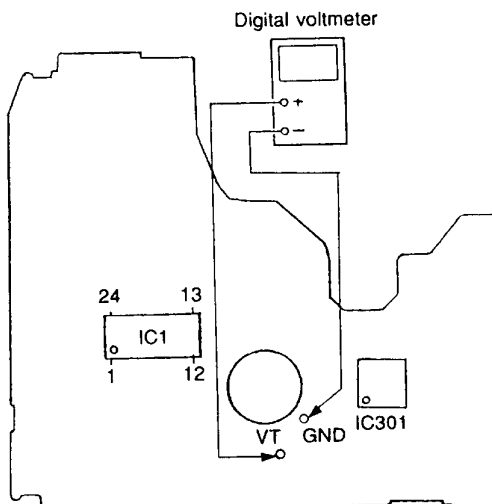 Digital voltmeter
+
−
24 13
IC1
1 12
VT GND IC301